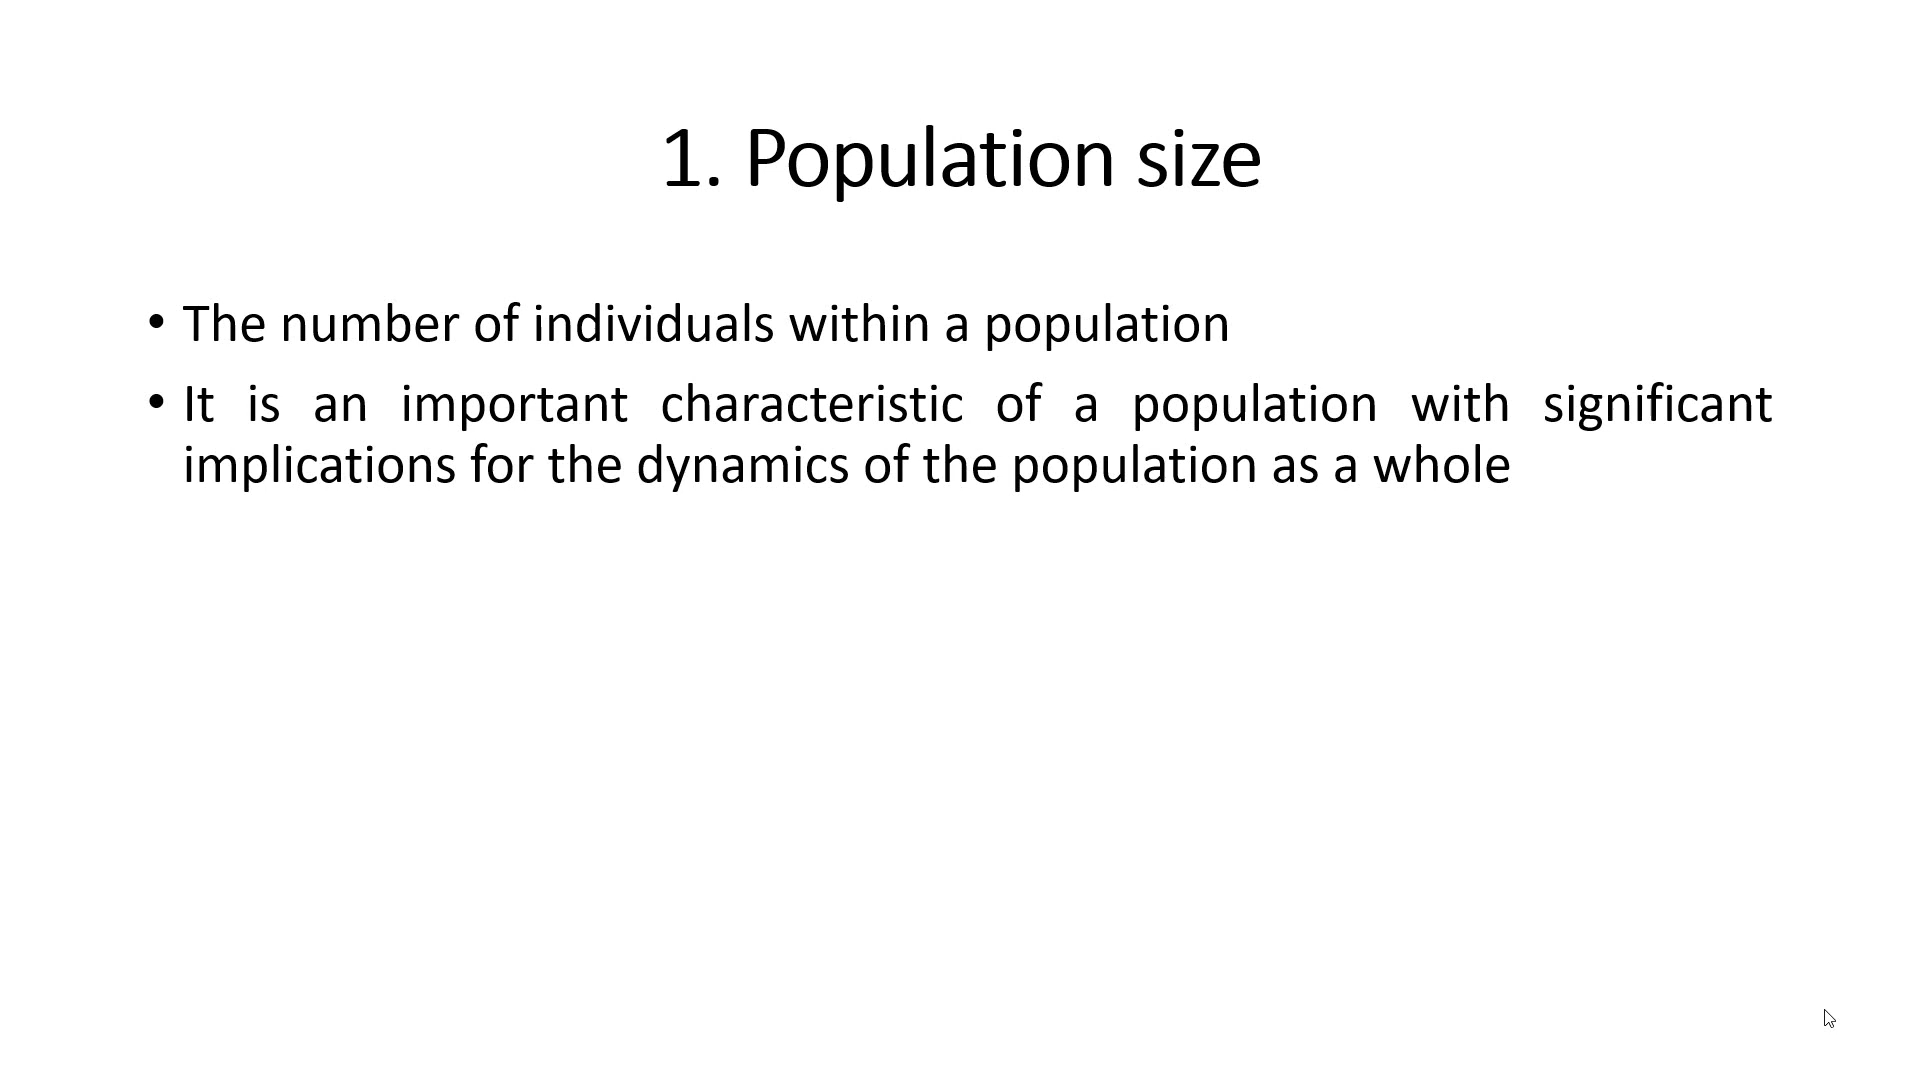 1. Population size
• The number of individuals within a population
• It is an important characteristic of a population with significant
implications for the dynamics of the population as a whole